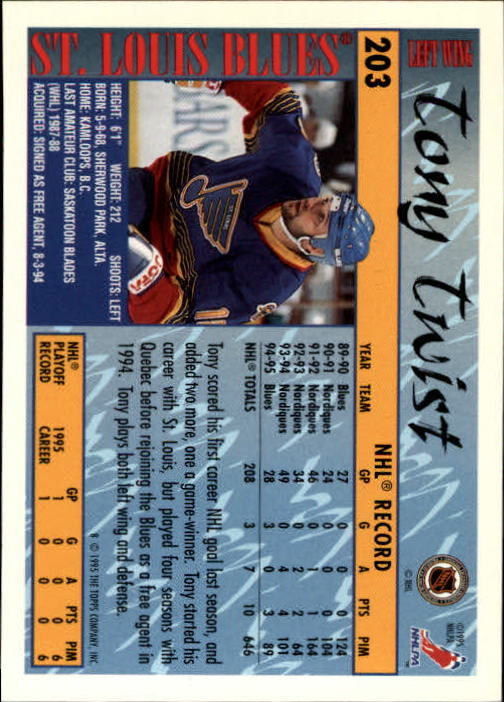 LEFT WING
tony twist
©1995
NHLPA
NHLPA
© NHL
203
NHL® RECORD
YEAR TEAM GP G A PTS PIM
89-90 Blues 27 0 0 0 124
90-91 Nordiques 24 0 0 0 104
91-92 Nordiques 46 0 1 1 164
92-93 Nordiques 34 0 2 2 64
93-94 Nordiques 49 0 4 4 101
94-95 Blues 28 3 0 3 89
NHL® TOTALS 208 3 7 10 646
Tony scored his first career NHL goal last season, and
added two more, one a game-winner. Tony started his
career with St. Louis, but played four seasons with
Quebec before rejoining the Blues as a free agent in
1994. Tony plays both left wing and defense.
NHL® PLAYOFF RECORD GP G A PTS PIM
1995 1 0 0 0 6
CAREER 1 0 0 0 6
8 © 1995 THE TOPPS COMPANY, INC.
ST. LOUIS BLUES®
HEIGHT: 6'1" WEIGHT: 212 SHOOTS: LEFT
BORN: 5-9-68, SHERWOOD PARK, ALTA.
HOME: KAMLOOPS, B.C.
LAST AMATEUR CLUB: SASKATOON BLADES
(WHL) 1987-88
ACQUIRED: SIGNED AS FREE AGENT, 8-3-94